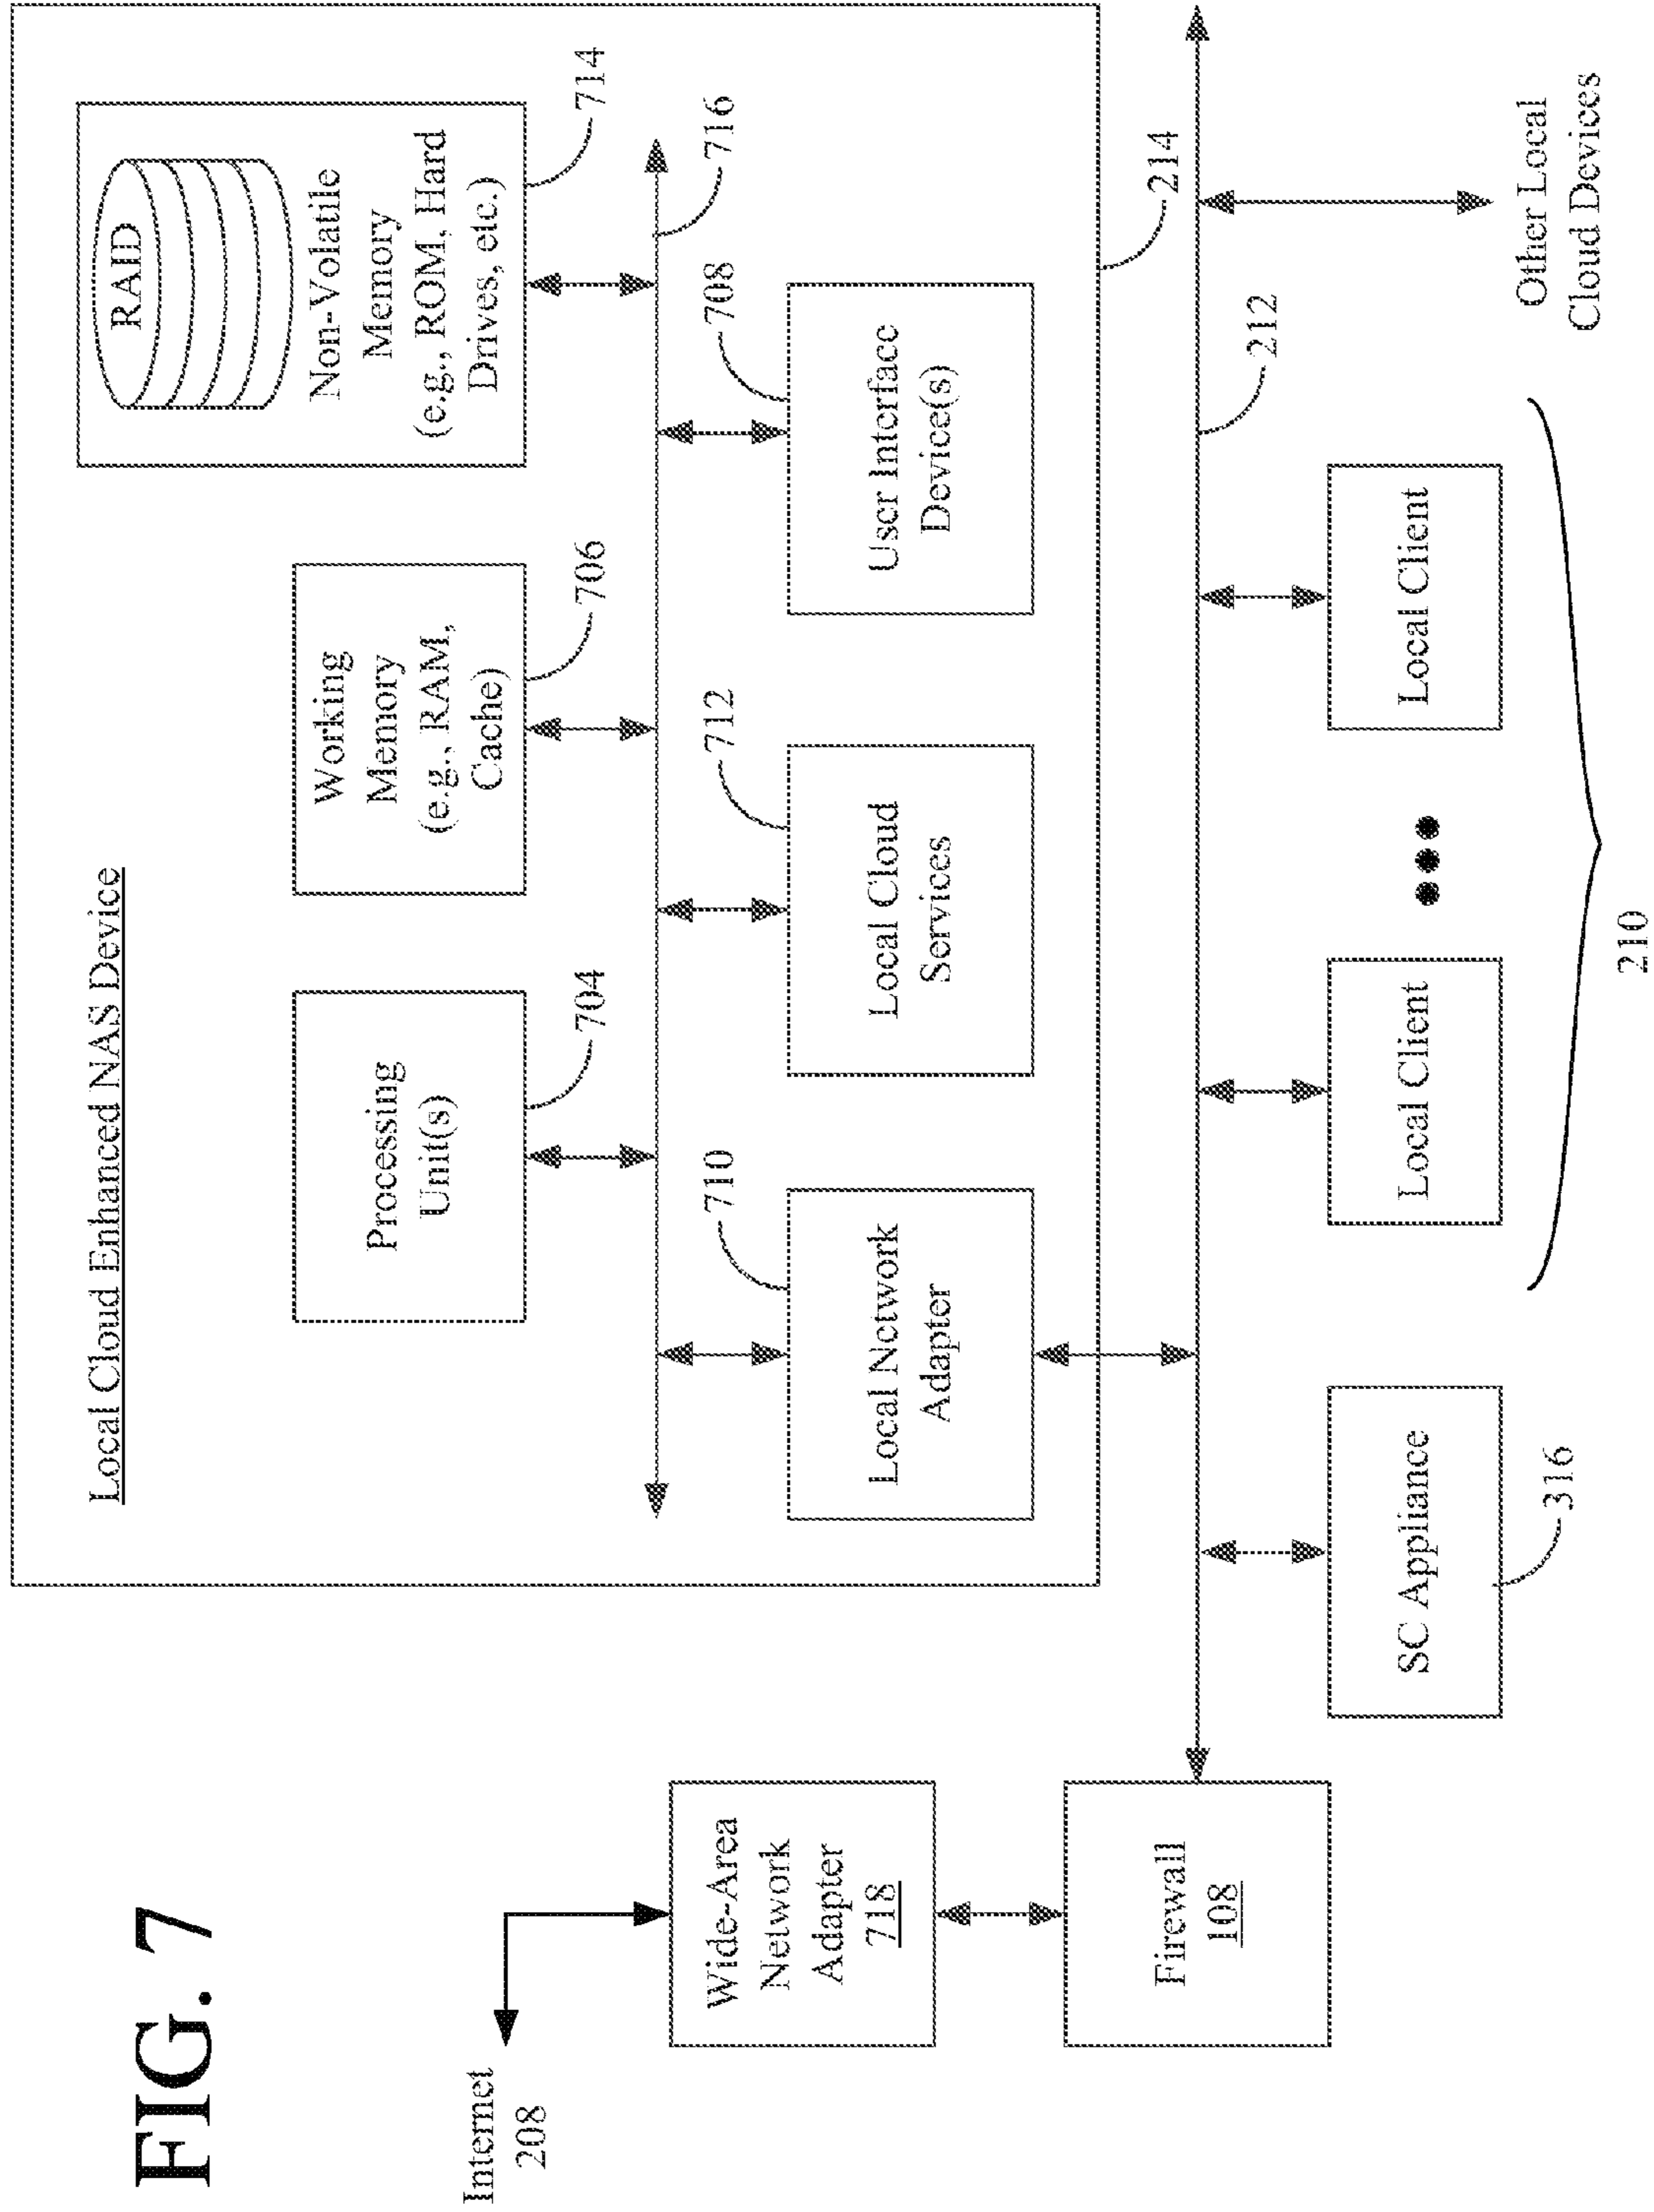 FIG. 7
Local Cloud Enhanced NAS Device
RAID
Non-Volatile
Memory
(e.g., ROM, Hard
Drives, etc.)
714
Working
Memory
(e.g., RAM,
Cache)
706
Processing
Unit(s)
704
716
710
Local Network
Adapter
712
Local Cloud
Services
708
User Interface
Device(s)
214
Internet
208
Wide-Area
Network
Adapter
718
Firewall
108
212
SC Appliance
316
Local Client
Local Client
210
Other Local
Cloud Devices